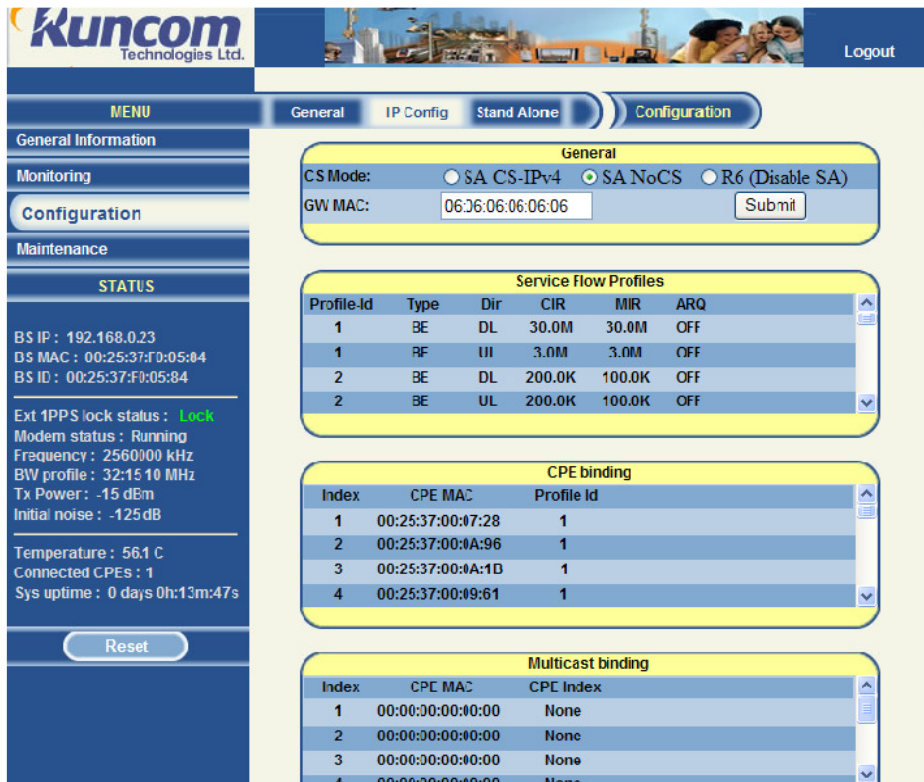 Runcom
Technologies Ltd.
Logout
MENU
General Information
Monitoring
Configuration
Maintenance
STATUS
BS IP : 192.168.0.23
BS MAC : 00:25:37:F0:05:84
BS ID : 00:25:37:F0:05:84
Ext 1PPS lock status : Lock
Modem status : Running
Frequency : 2560000 kHz
BW profile : 32:15 10 MHz
Tx Power : -15 dBm
Initial noise : -125 dB
Temperature : 56.1 C
Connected CPEs : 1
Sys uptime : 0 days 0h:13m:47s
Reset
General IP Config Stand Alone Configuration
General
CS Mode: SA CS-IPv4 SA NoCS R6 (Disable SA)
GW MAC: 06:06:06:06:06:06 Submit
Service Flow Profiles
Profile-Id Type Dir CIR MIR ARQ
1 BE DL 30.0M 30.0M OFF
1 BE UL 3.0M 3.0M OFF
2 BE DL 200.0K 100.0K OFF
2 BE UL 200.0K 100.0K OFF
CPE binding
Index CPE MAC Profile Id
1 00:25:37:00:07:28 1
2 00:25:37:00:0A:96 1
3 00:25:37:00:0A:1D 1
4 00:25:37:00:09:61 1
Multicast binding
Index CPE MAC CPE Index
1 00:00:00:00:00:00 None
2 00:00:00:00:00:00 None
3 00:00:00:00:00:00 None
4 00:00:00:00:00:00 None